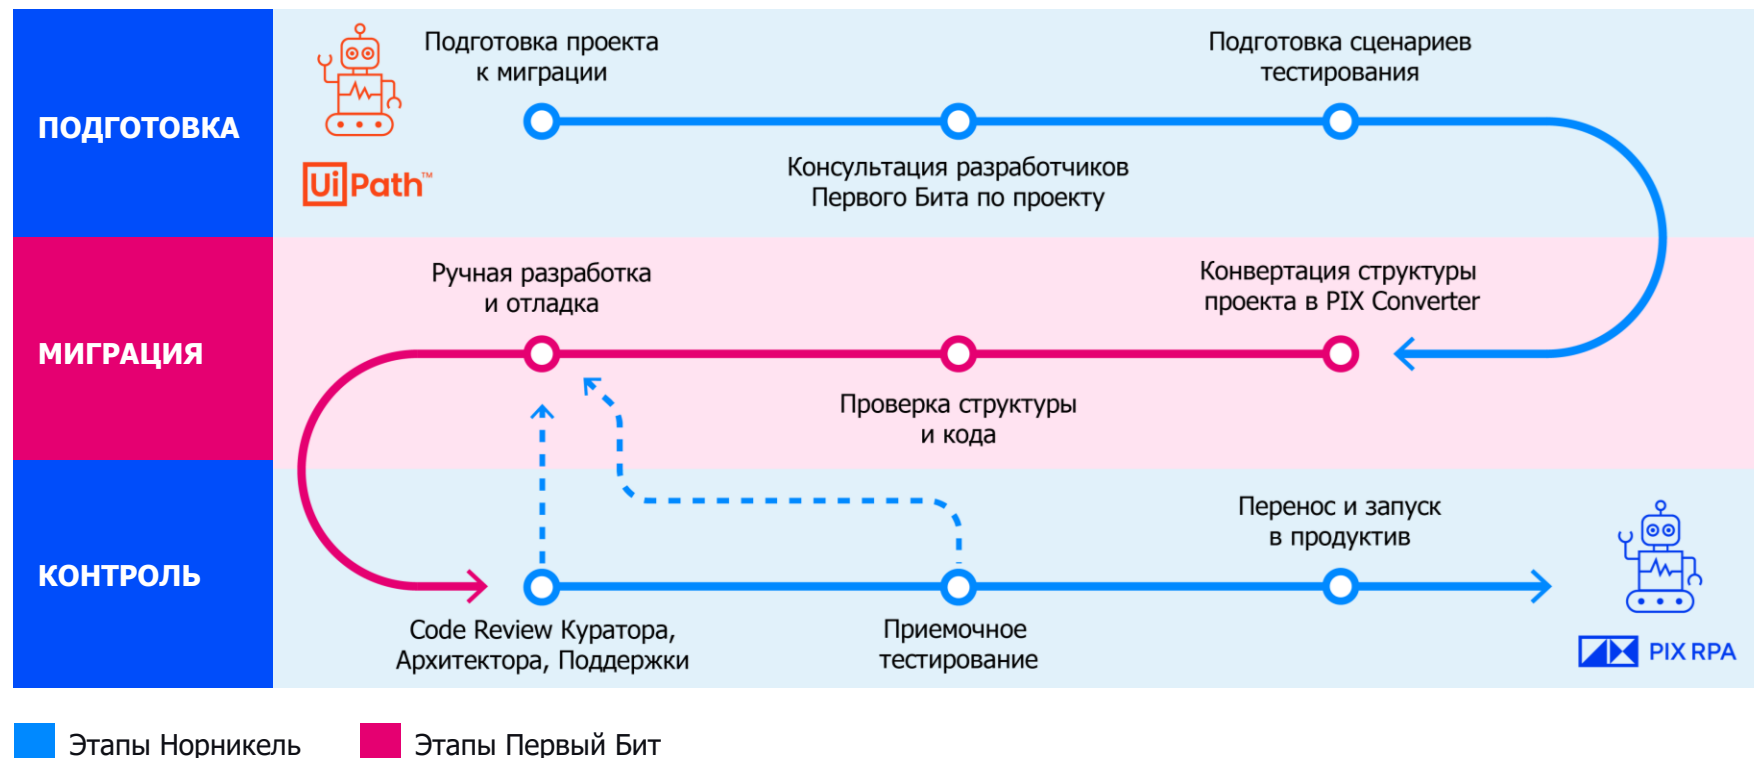 ПОДГОТОВКА
Подготовка проекта
к миграции
Подготовка сценариев
тестирования
UiPath™
Консультация разработчиков
Первого Бита по проекту
МИГРАЦИЯ
Ручная разработка
и отладка
Конвертация структуры
проекта в PIX Converter
Проверка структуры
и кода
КОНТРОЛЬ
Перенос и запуск
в продуктив
Code Review Куратора,
Архитектора, Поддержки
Приемочное
тестирование
PIX RPA
Этапы Норникель
Этапы Первый Бит